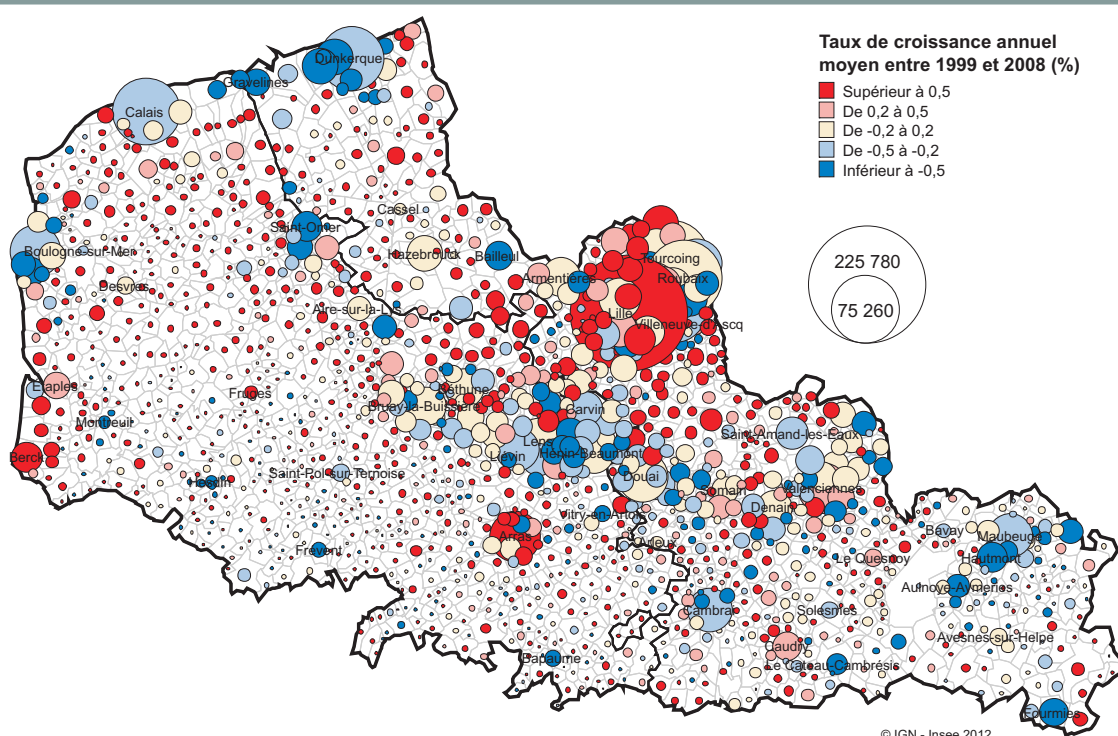 Taux de croissance annuel
moyen entre 1999 et 2008 (%)
Supérieur à 0,5
De 0,2 à 0,5
De -0,2 à 0,2
De -0,5 à -0,2
Inférieur à -0,5
225 780
75 260
Dunkerque
Gravelines
Calais
Cassel
Saint-Omer
Boulogne-sur-Mer
Hazebrouck
Bailleul
Tourcoing
Armentières
Roubaix
Desvres
Aire-sur-la-Lys
Lille
Villeneuve-d'Ascq
Etaples
Fruges
Béthune
Bruay-la-Buissière
Carvin
Montreuil
Saint-Amand-les-Eaux
Lens
Berck
Liévin
Hénin-Beaumont
Saint-Pol-sur-Ternoise
Douai
Hesdin
Somain
Valenciennes
Vitry-en-Artois
Denain
Arras
Arleux
Bavay
Maubeuge
Frévent
Le Quesnoy
Hautmont
Aulnoye-Aymeries
Cambrai
Solesmes
Avesnes-sur-Helpe
Caudry
Bapaume
Le Cateau-Cambrésis
Fourmies
© IGN - Insee 2012